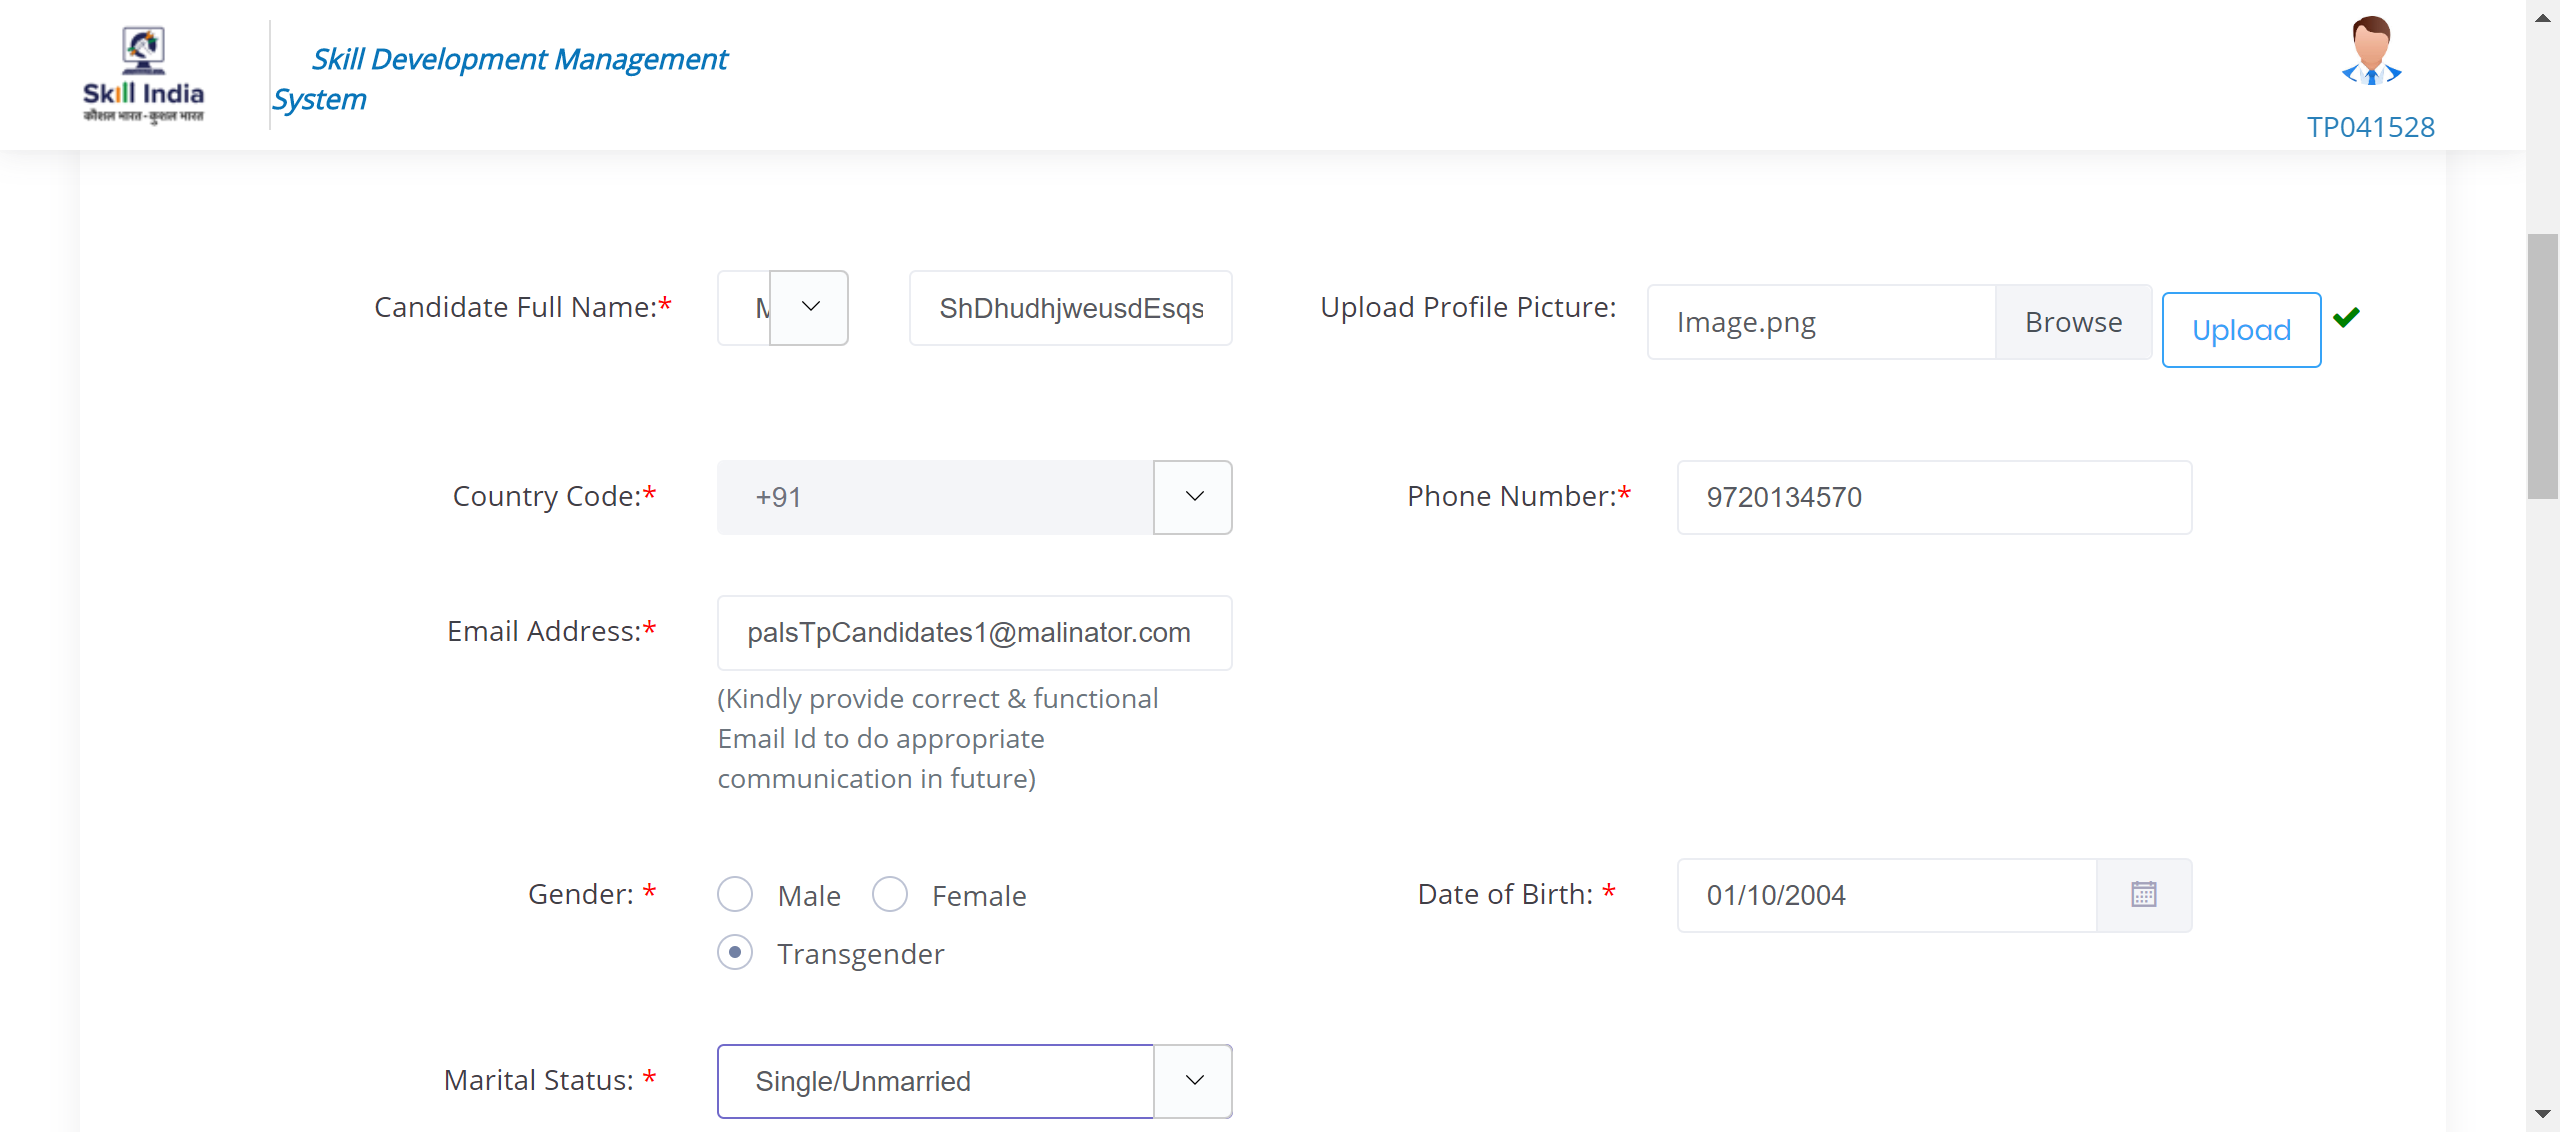 Skill India
कौशल भारत - कुशल भारत
Skill Development Management
System
TP041528
Candidate Full Name:*
ShDhudhjweusdEsqs
Upload Profile Picture:
Image.png
Browse
Upload
Country Code:*
+91
Phone Number:*
9720134570
Email Address:*
palsTpCandidates1@malinator.com
(Kindly provide correct & functional
Email Id to do appropriate
communication in future)
Gender: *
Male
Female
Transgender
Date of Birth: *
01/10/2004
Marital Status: *
Single/Unmarried